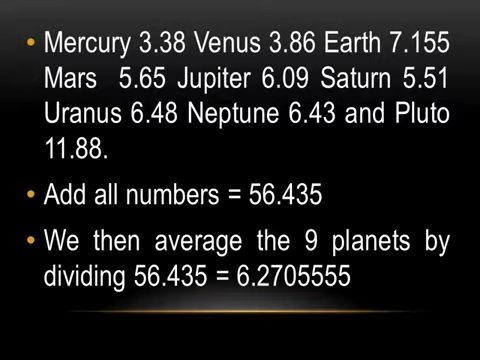 • Mercury 3.38 Venus 3.86 Earth 7.155
Mars 5.65 Jupiter 6.09 Saturn 5.51
Uranus 6.48 Neptune 6.43 and Pluto
11.88.
• Add all numbers = 56.435
• We then average the 9 planets by
dividing 56.435 = 6.2705555